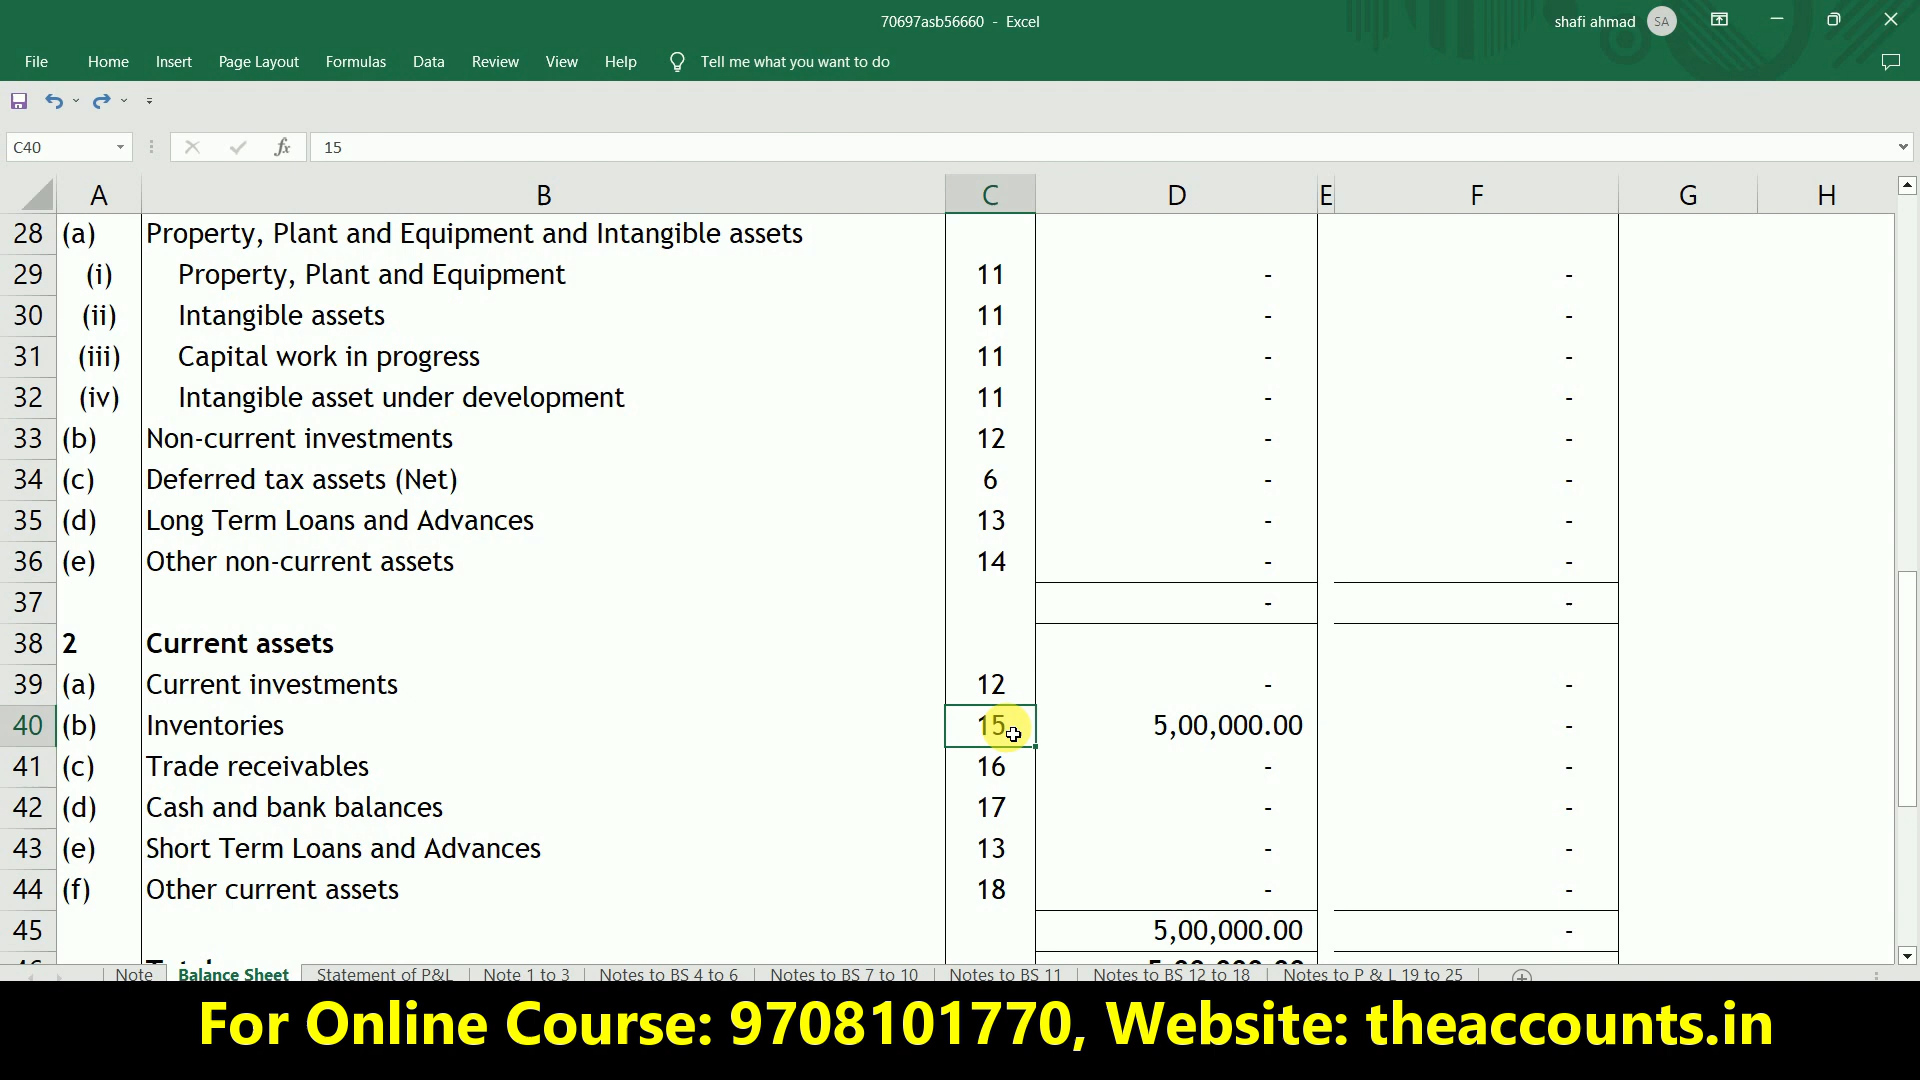 70697asb56660 - Excel
shafi ahmad SA
File Home Insert Page Layout Formulas Data Review View Help Tell me what you want to do
C40 fx 15
A B C D E F G H
28 (a) Property, Plant and Equipment and Intangible assets
29 (i) Property, Plant and Equipment 11 - -
30 (ii) Intangible assets 11 - -
31 (iii) Capital work in progress 11 - -
32 (iv) Intangible asset under development 11 - -
33 (b) Non-current investments 12 - -
34 (c) Deferred tax assets (Net) 6 - -
35 (d) Long Term Loans and Advances 13 - -
36 (e) Other non-current assets 14 - -
37 - -
38 2 Current assets
39 (a) Current investments 12 - -
40 (b) Inventories 15 5,00,000.00 -
41 (c) Trade receivables 16 - -
42 (d) Cash and bank balances 17 - -
43 (e) Short Term Loans and Advances 13 - -
44 (f) Other current assets 18 - -
45 5,00,000.00 -
Note Balance Sheet Statement of P&L Note 1 to 3 Notes to BS 4 to 6 Notes to BS 7 to 10 Notes to BS 11 Notes to BS 12 to 18 Notes to P & L 19 to 25
For Online Course: 9708101770, Website: theaccounts.in